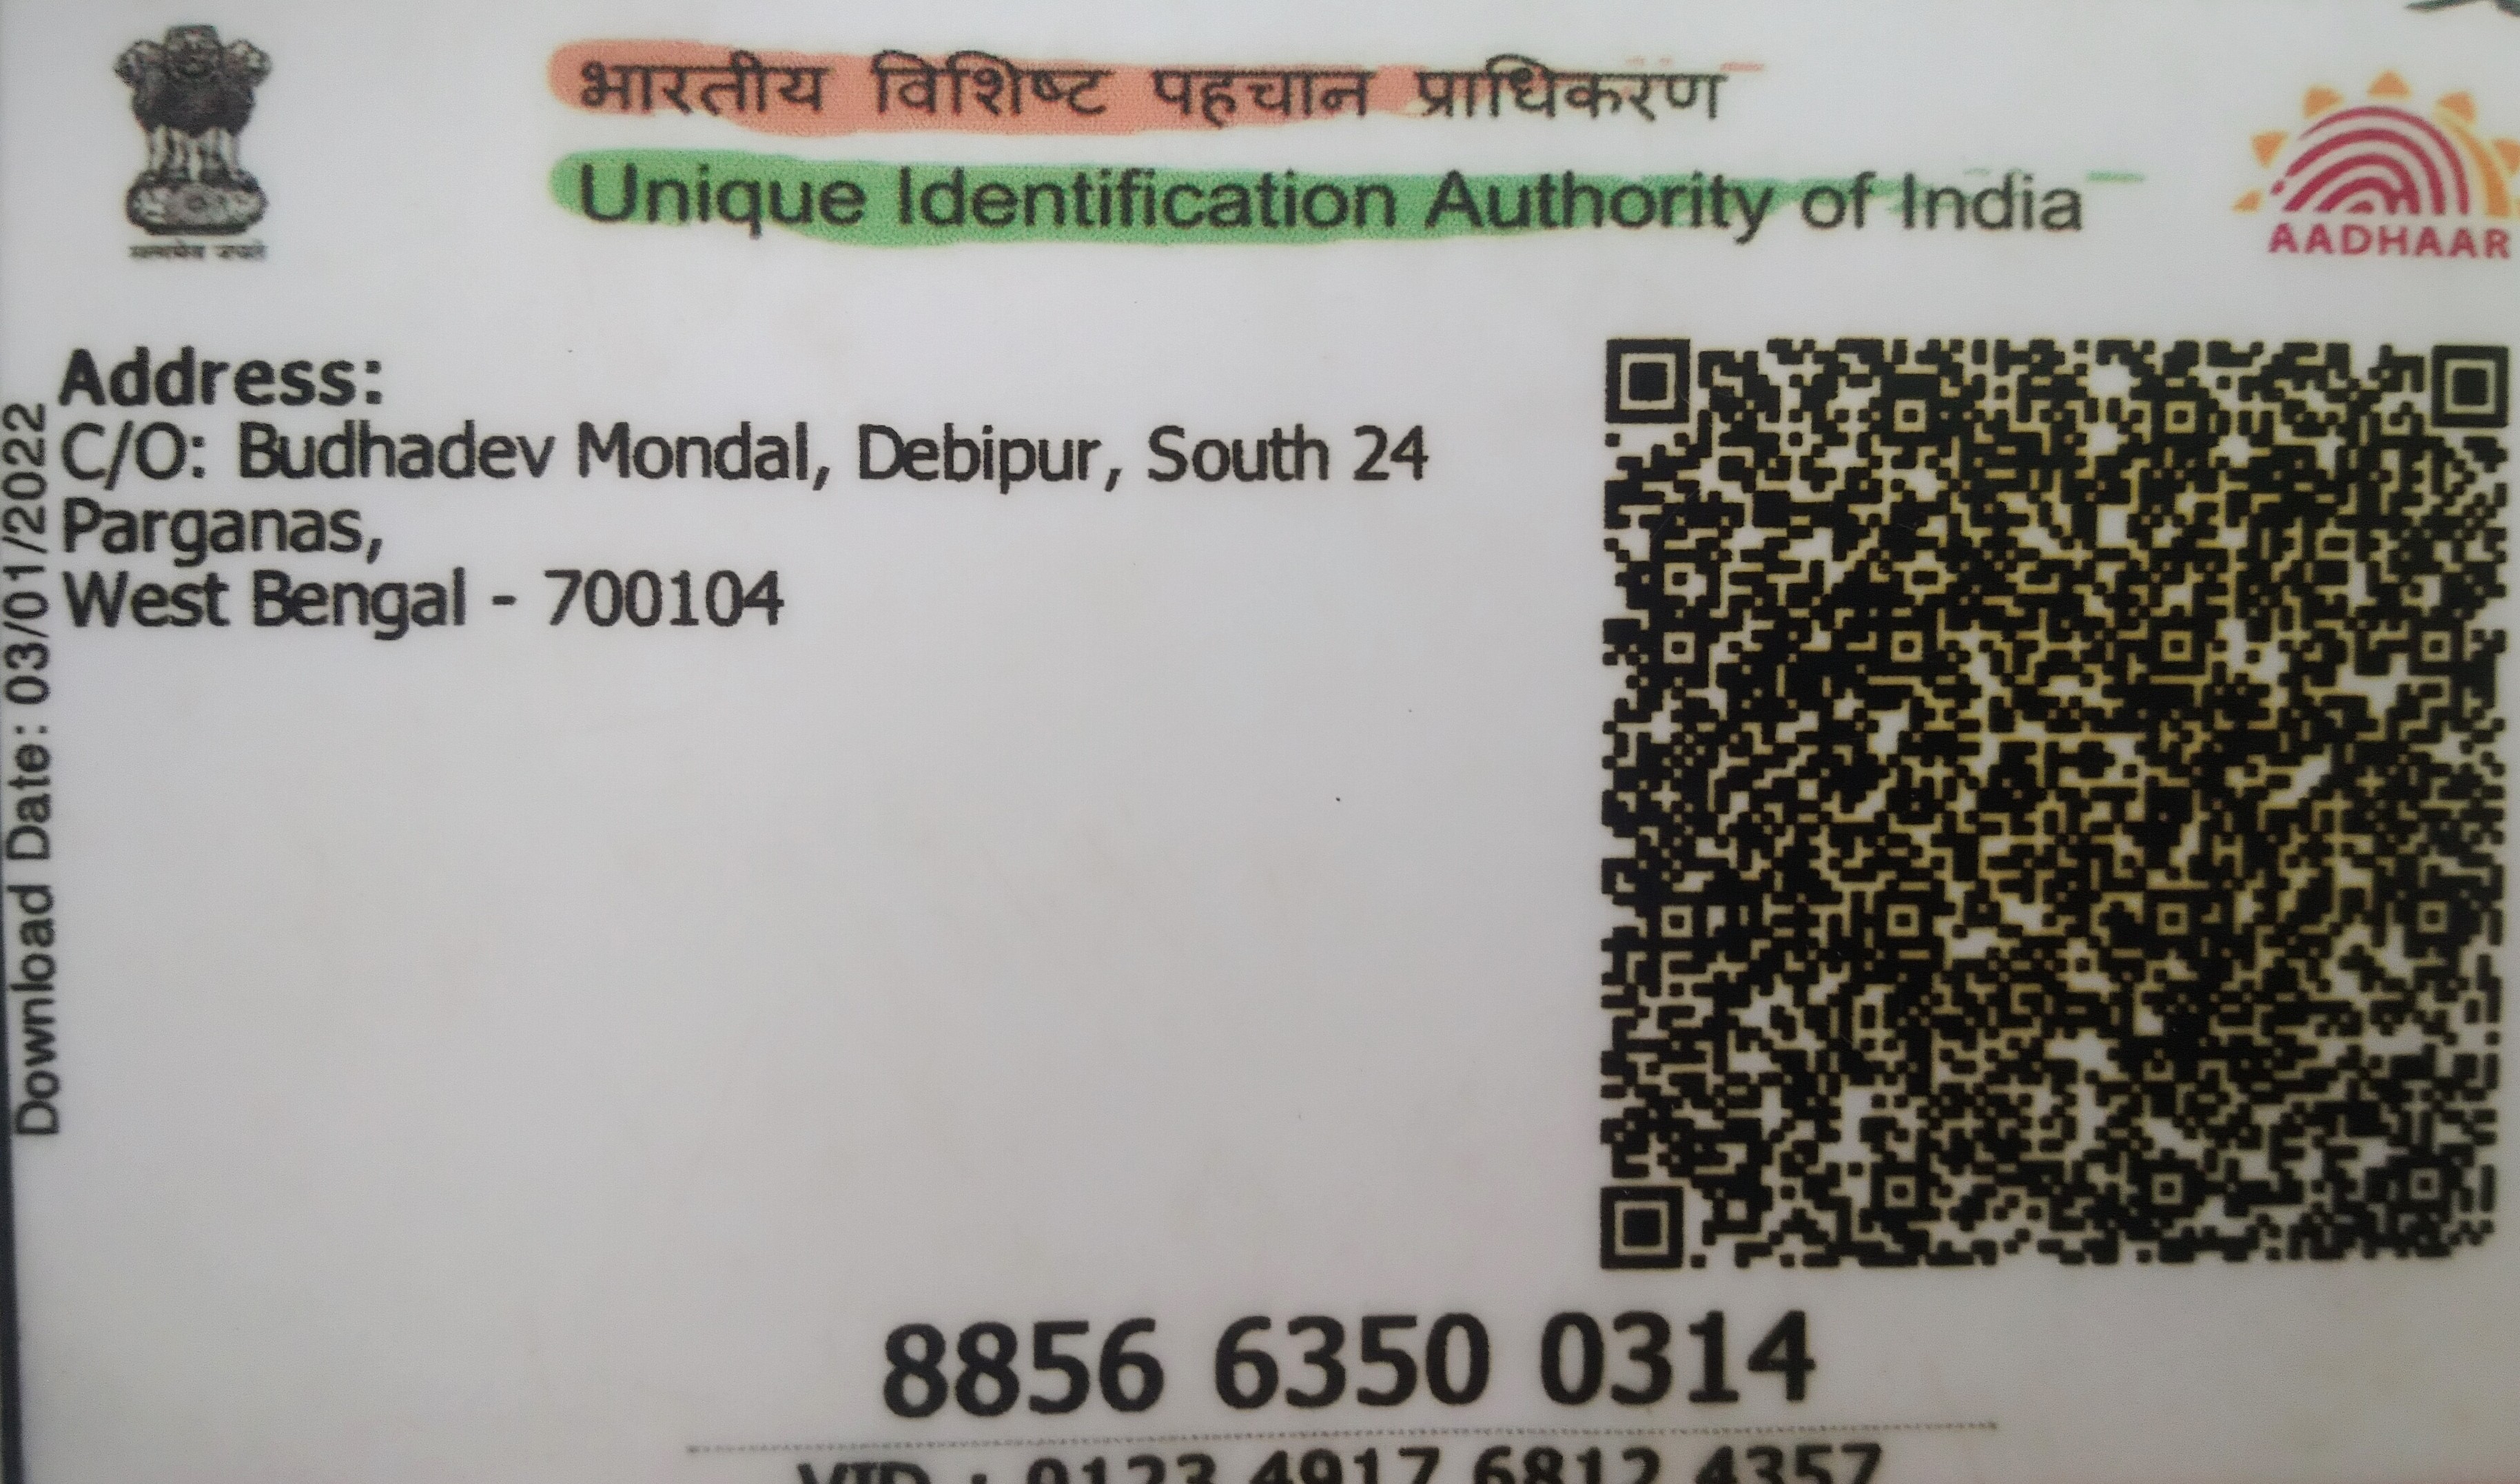 सत्यमेव जयते
भारतीय विशिष्ट पहचान प्राधिकरण
Unique Identification Authority of India
AADHAAR
Address:
C/O: Budhadev Mondal, Debipur, South 24
Parganas,
West Bengal - 700104
Download Date: 03/01/2022
8856 6350 0314
VID : 9123 4917 6812 4357